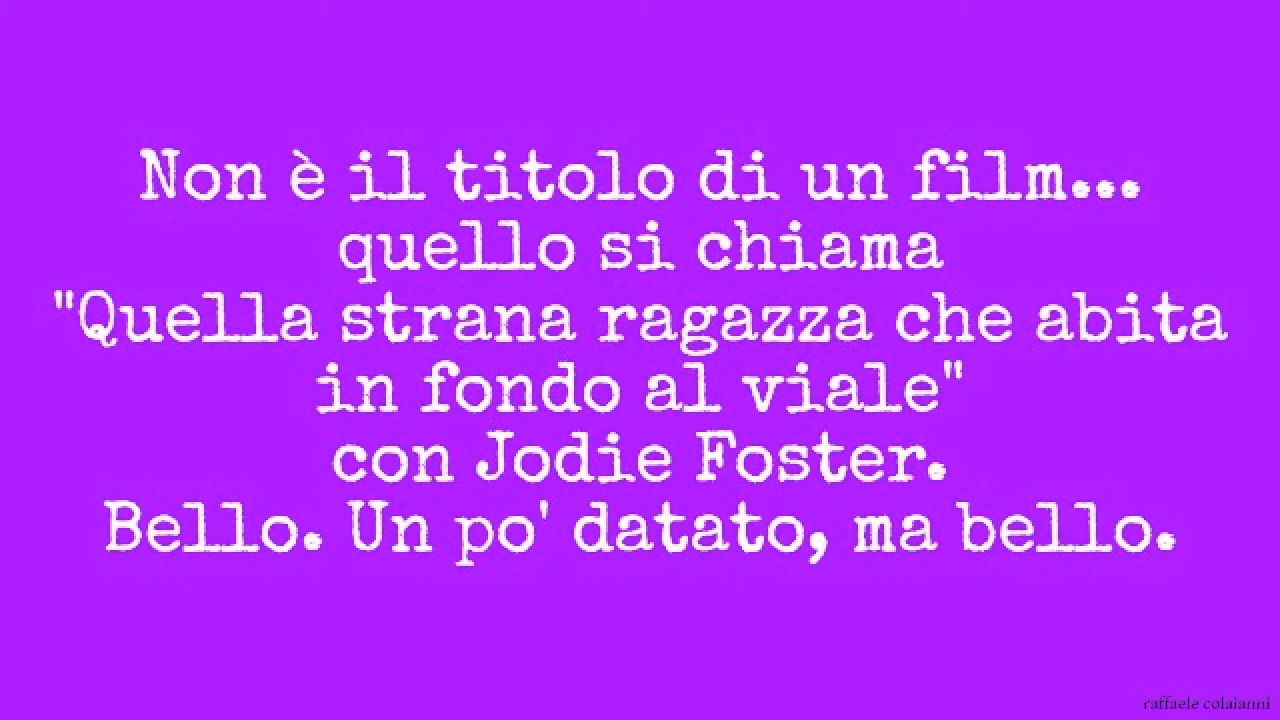 Non è il titolo di un film...
quello si chiama
"Quella strana ragazza che abita
in fondo al viale"
con Jodie Foster.
Bello. Un po' datato, ma bello.
raffaele colaianni